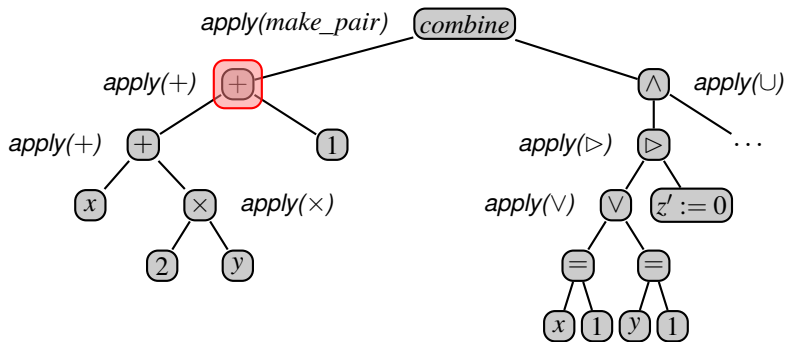 apply(make_pair) combine
apply(+) + ∧ apply(∪)
apply(+) + 1 apply(▷) ▷ ...
x × apply(×) apply(∨) ∨ z′ := 0
2 y = =
x 1 y 1